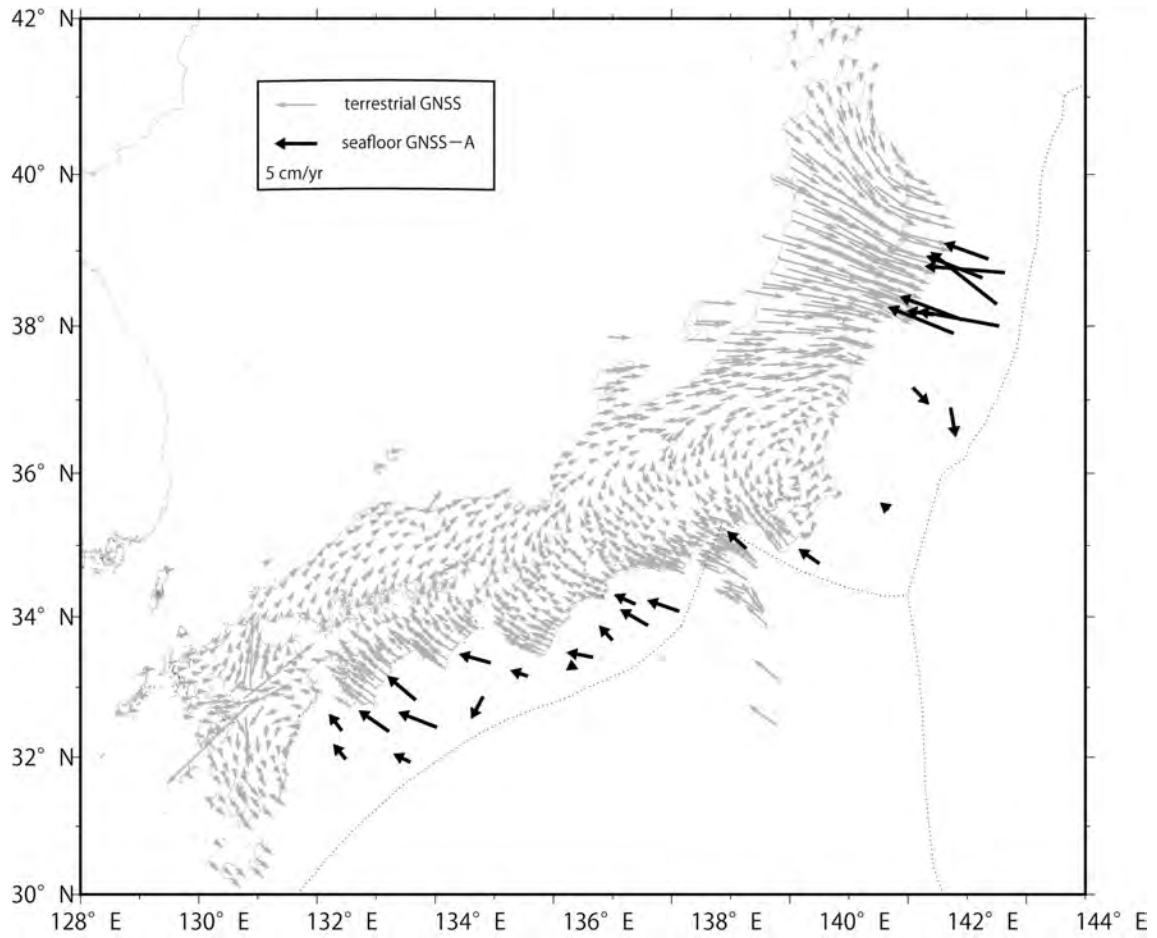 42° N
terrestrial GNSS
seafloor GNSS—A
5 cm/yr
40° N
38° N
36° N
34° N
32° N
30° N
128° E 130° E 132° E 134° E 136° E 138° E 140° E 142° E 144° E